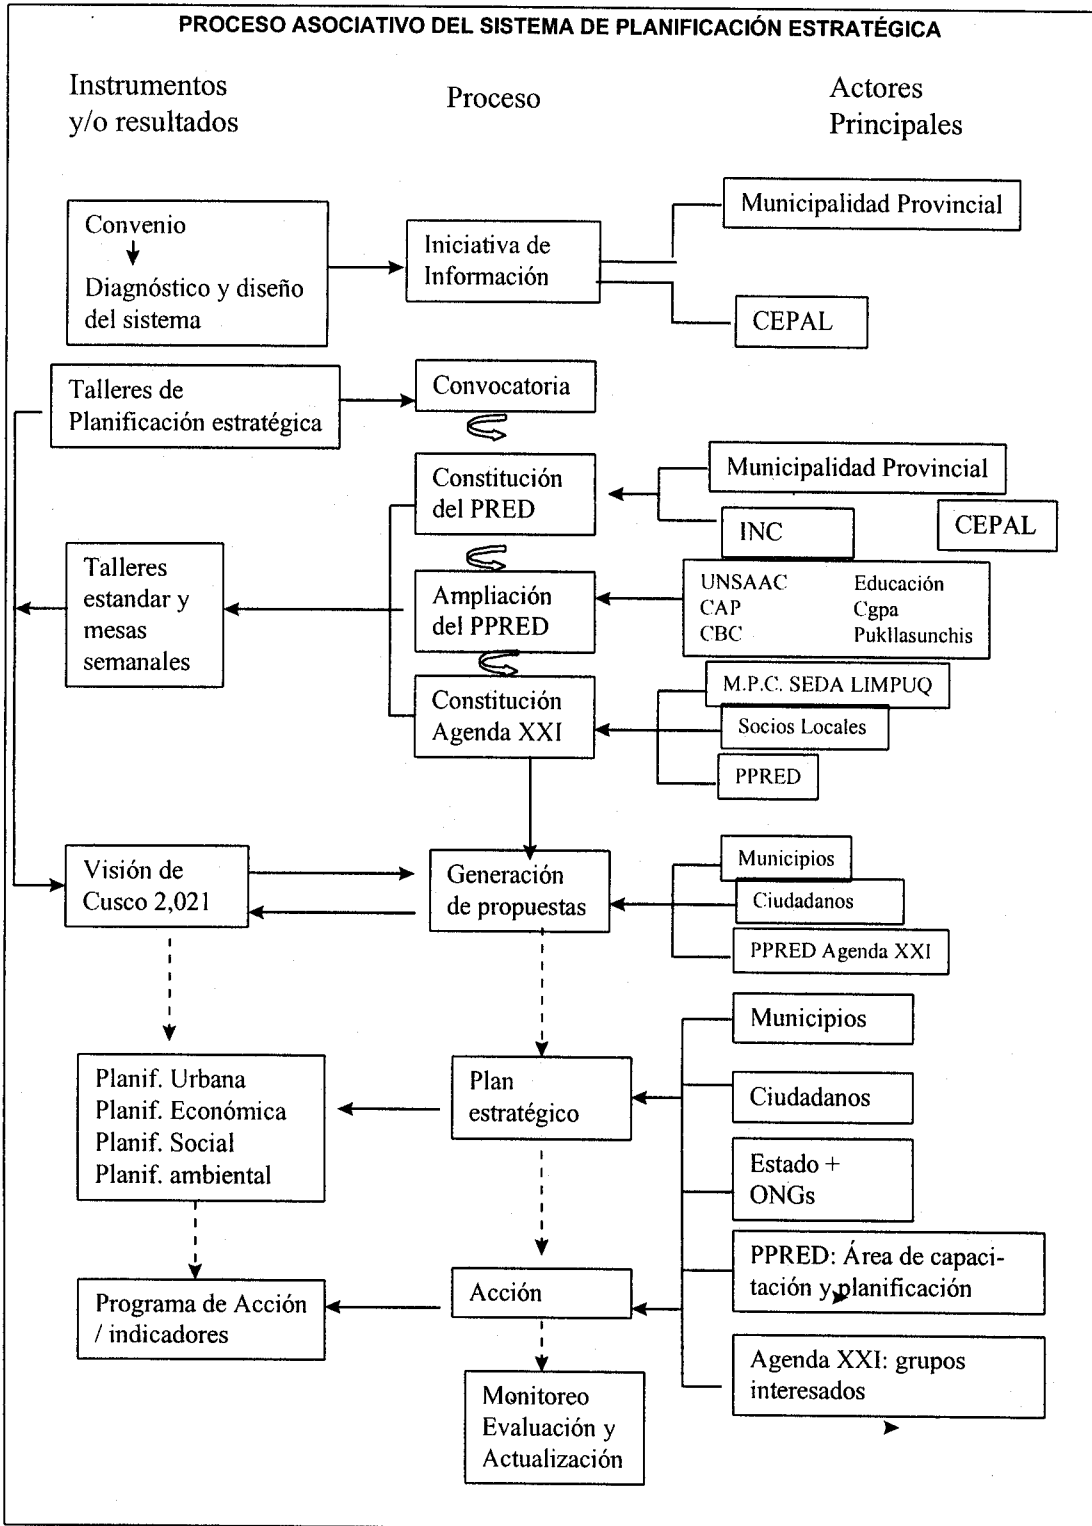 PROCESO ASOCIATIVO DEL SISTEMA DE PLANIFICACIÓN ESTRATÉGICA
Instrumentos
y/o resultados
Proceso
Actores
Principales
Convenio
Diagnóstico y diseño
del sistema
Iniciativa de
Información
Municipalidad Provincial
CEPAL
Talleres de
Planificación estratégica
Convocatoria
Constitución
del PRED
Municipalidad Provincial
INC
CEPAL
Talleres
estandar y
mesas
semanales
Ampliación
del PPRED
UNSAAC Educación
CAP Cgpa
CBC Pukllasunchis
Constitución
Agenda XXI
M.P.C. SEDA LIMPUQ
Socios Locales
PPRED
Visión de
Cusco 2,021
Generación
de propuestas
Municipios
Ciudadanos
PPRED Agenda XXI
Planif. Urbana
Planif. Económica
Planif. Social
Planif. ambiental
Plan
estratégico
Municipios
Ciudadanos
Estado +
ONGs
PPRED: Área de capaci-
tación y planificación
Agenda XXI: grupos
interesados
Programa de Acción
/ indicadores
Acción
Monitoreo
Evaluación y
Actualización